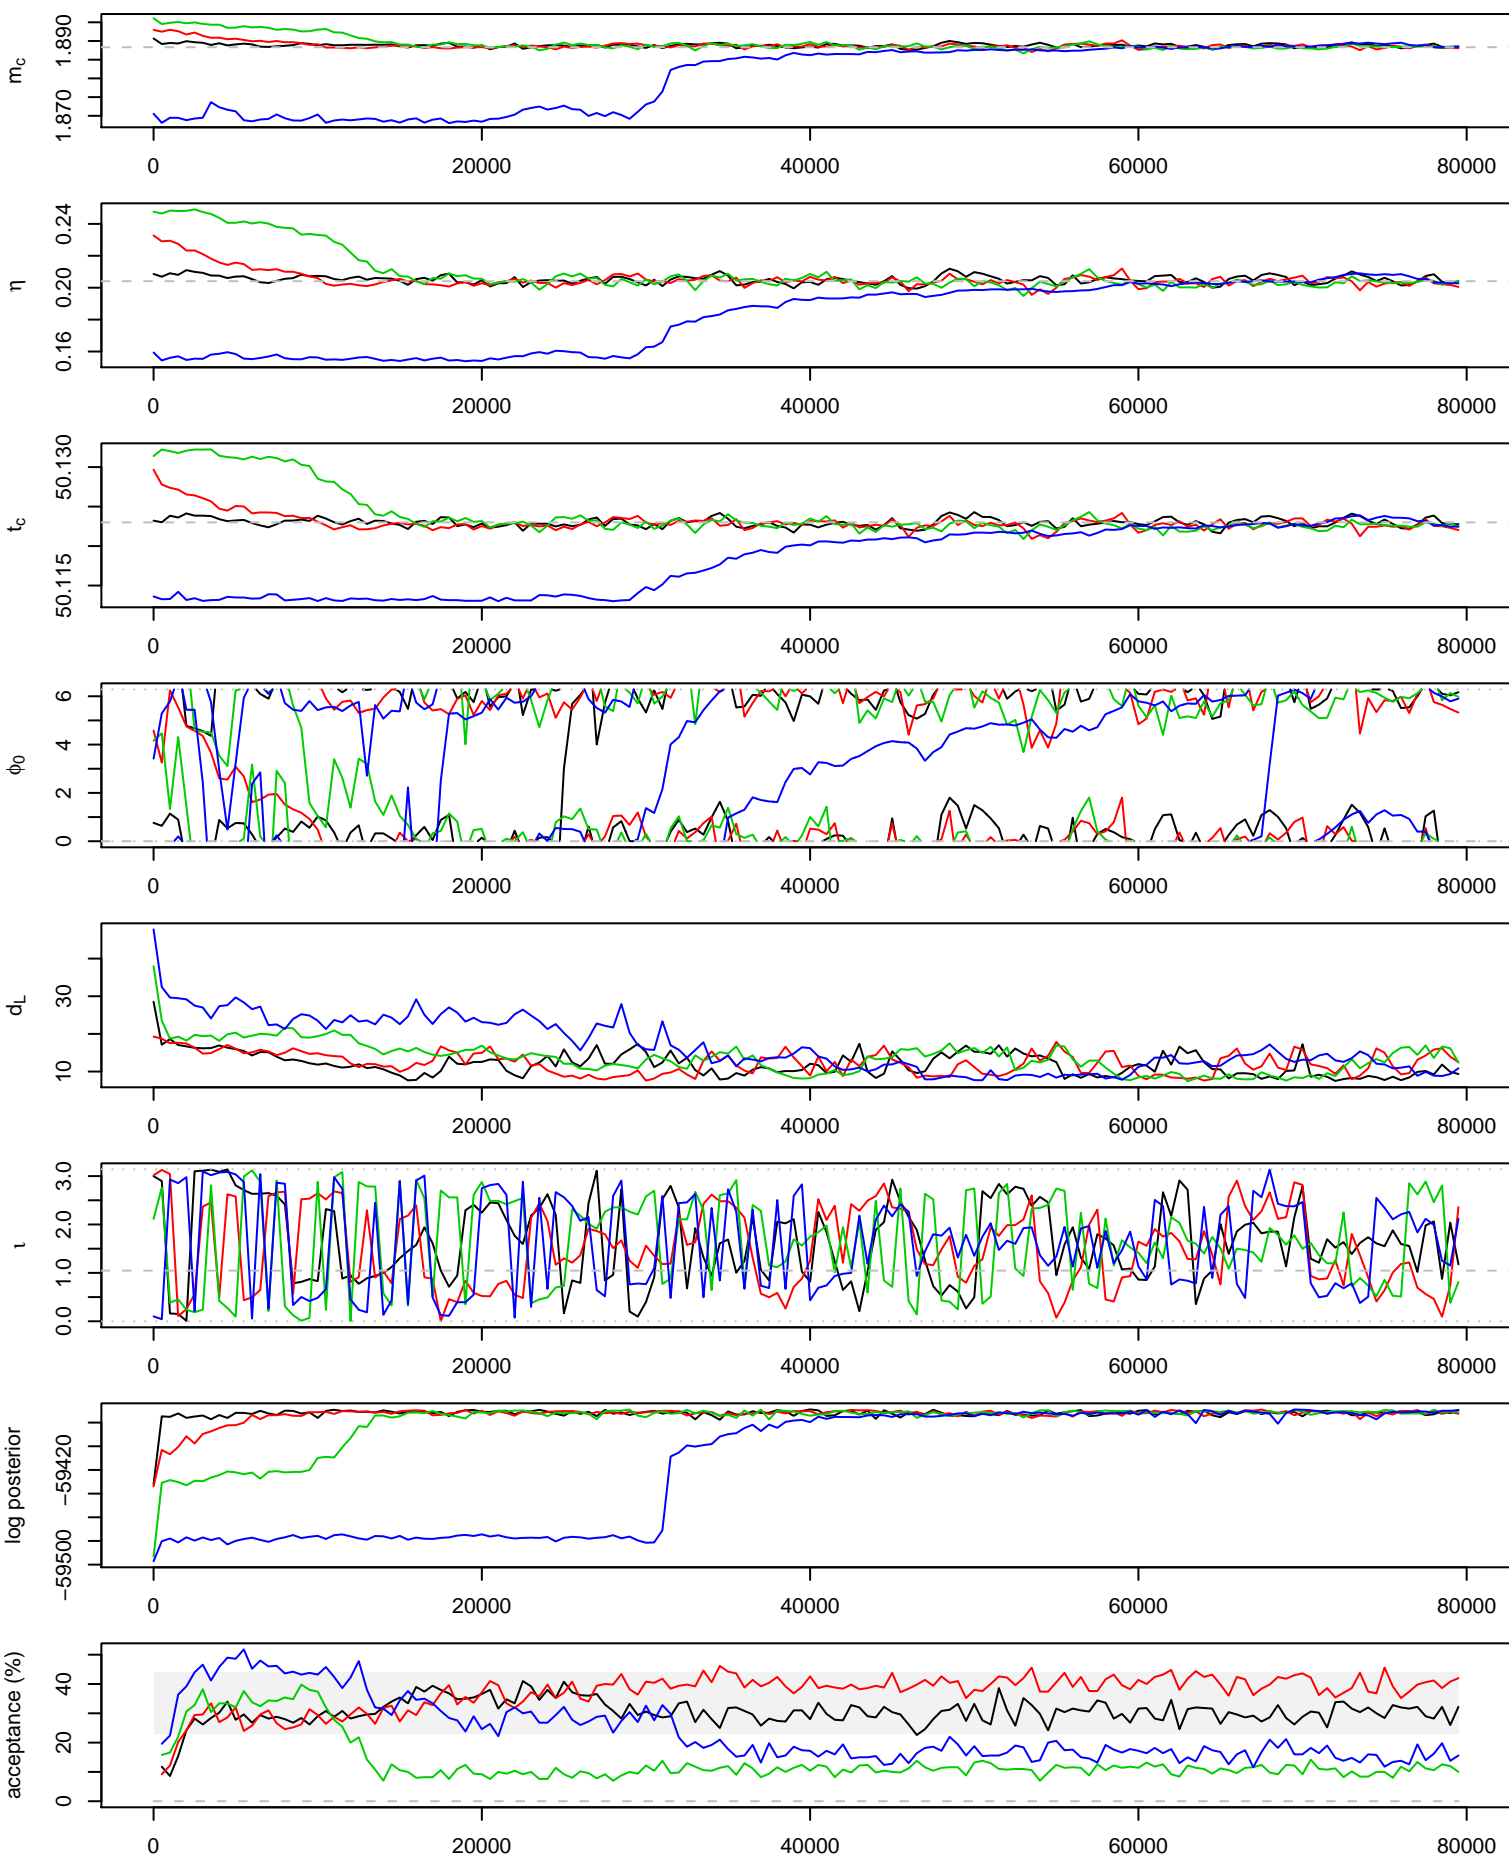 m_c
1.870 1.890
0 20000 40000 60000 80000
η
0.16 0.20 0.24
0 20000 40000 60000 80000
t_c
50.115 50.130
0 20000 40000 60000 80000
ϕ_0
0 2 4 6
0 20000 40000 60000 80000
d_L
10 30
0 20000 40000 60000 80000
ι
0.0 1.0 2.0 3.0
0 20000 40000 60000 80000
log posterior
−59500 −59420
0 20000 40000 60000 80000
acceptance (%)
0 20 40
0 20000 40000 60000 80000